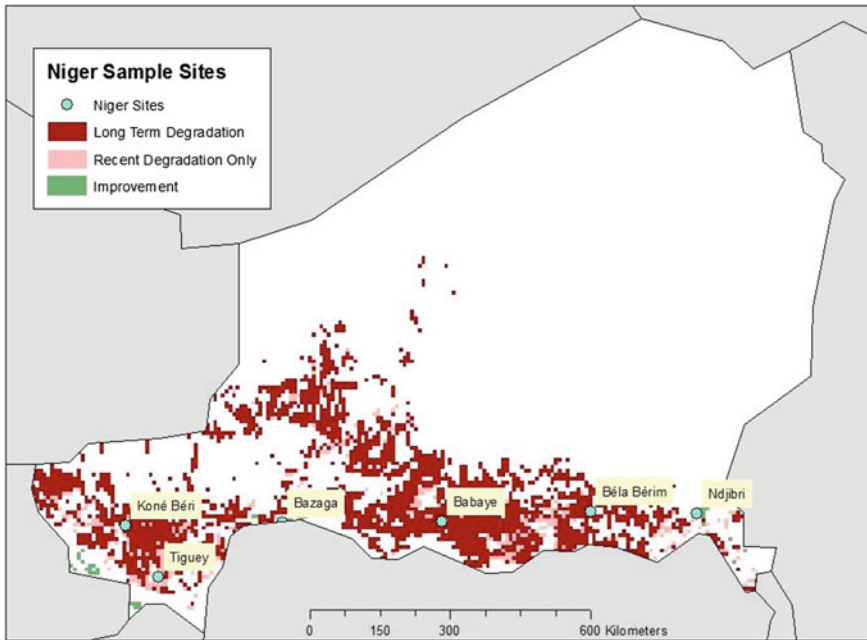 Niger Sample Sites
Niger Sites
Long Term Degradation
Recent Degradation Only
Improvement
Koné Béri
Bazaga
Babaye
Béla Bérim
Ndjibri
Tiguey
0 150 300 600 Kilometers